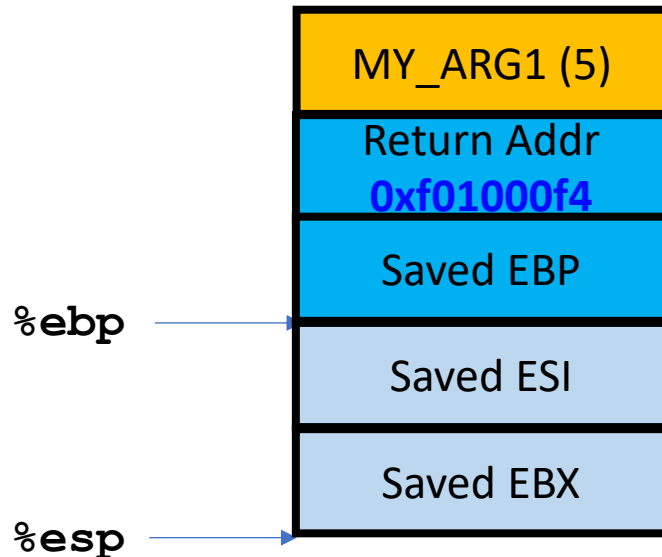 MY_ARG1 (5)
Return Addr
0xf01000f4
Saved EBP
%ebp
Saved ESI
Saved EBX
%esp